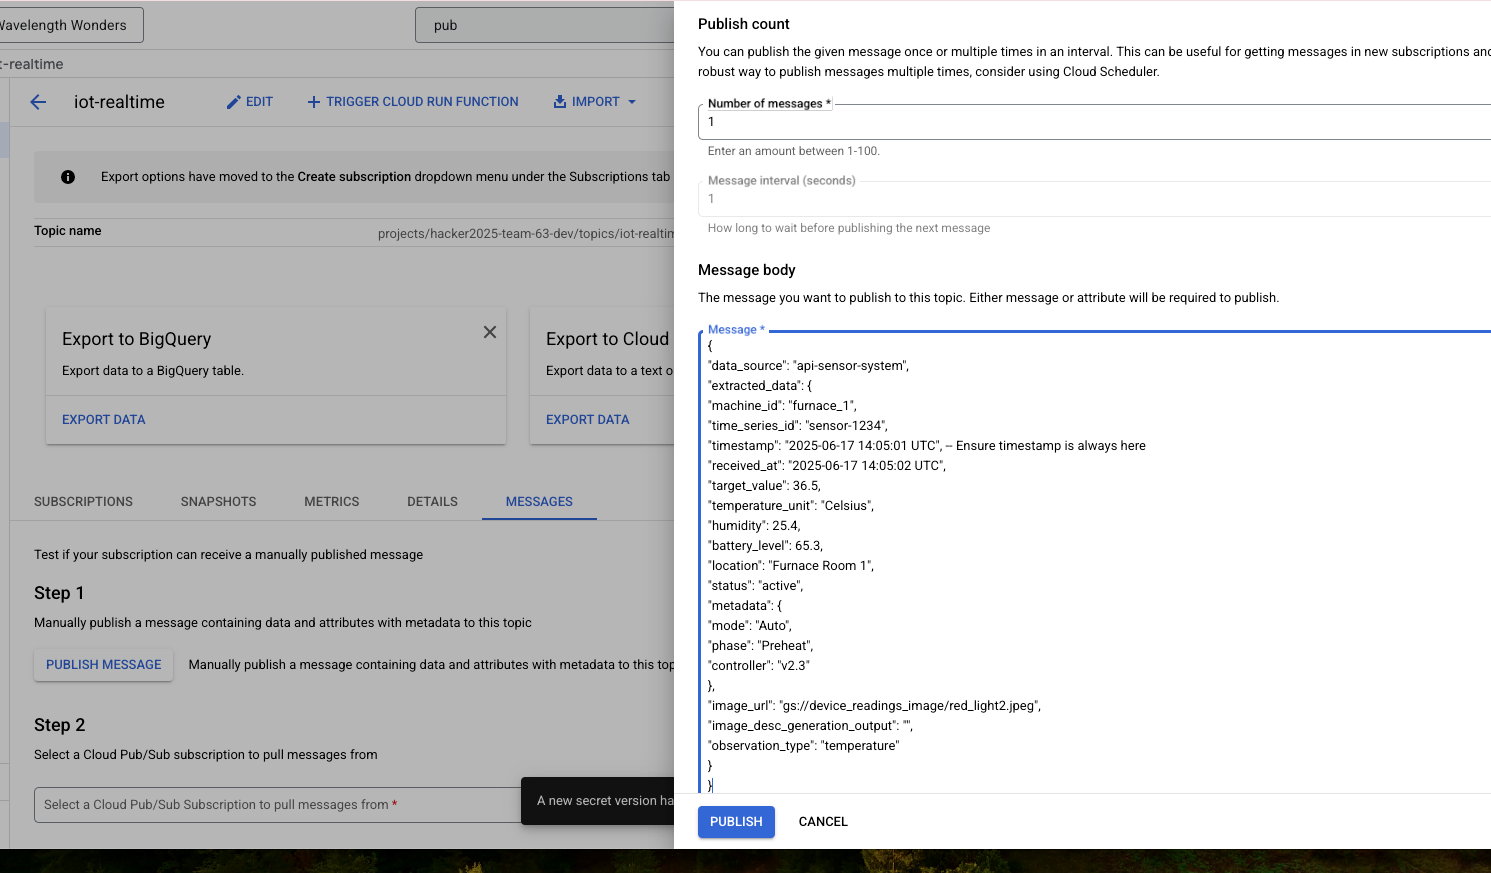 Wavelength Wonders
pub
t-realtime
iot-realtime
EDIT
TRIGGER CLOUD RUN FUNCTION
IMPORT
Export options have moved to the Create subscription dropdown menu under the Subscriptions tab
Topic name
projects/hacker2025-team-63-dev/topics/iot-realtim
Export to BigQuery
Export data to a BigQuery table.
EXPORT DATA
Export to Cloud
Export data to a text o
EXPORT DATA
SUBSCRIPTIONS
SNAPSHOTS
METRICS
DETAILS
MESSAGES
Test if your subscription can receive a manually published message
Step 1
Manually publish a message containing data and attributes with metadata to this topic
PUBLISH MESSAGE
Manually publish a message containing data and attributes with metadata to this top
Step 2
Select a Cloud Pub/Sub subscription to pull messages from
Select a Cloud Pub/Sub Subscription to pull messages from *
A new secret version ha
Publish count
You can publish the given message once or multiple times in an interval. This can be useful for getting messages in new subscriptions and
robust way to publish messages multiple times, consider using Cloud Scheduler.
Number of messages *
1
Enter an amount between 1-100.
Message interval (seconds)
1
How long to wait before publishing the next message
Message body
The message you want to publish to this topic. Either message or attribute will be required to publish.
Message *
{
"data_source": "api-sensor-system",
"extracted_data": {
"machine_id": "furnace_1",
"time_series_id": "sensor-1234",
"timestamp": "2025-06-17 14:05:01 UTC", -- Ensure timestamp is always here
"received_at": "2025-06-17 14:05:02 UTC",
"target_value": 36.5,
"temperature_unit": "Celsius",
"humidity": 25.4,
"battery_level": 65.3,
"location": "Furnace Room 1",
"status": "active",
"metadata": {
"mode": "Auto",
"phase": "Preheat",
"controller": "v2.3"
},
"image_url": "gs://device_readings_image/red_light2.jpeg",
"image_desc_generation_output": "",
"observation_type": "temperature"
}
}
PUBLISH
CANCEL